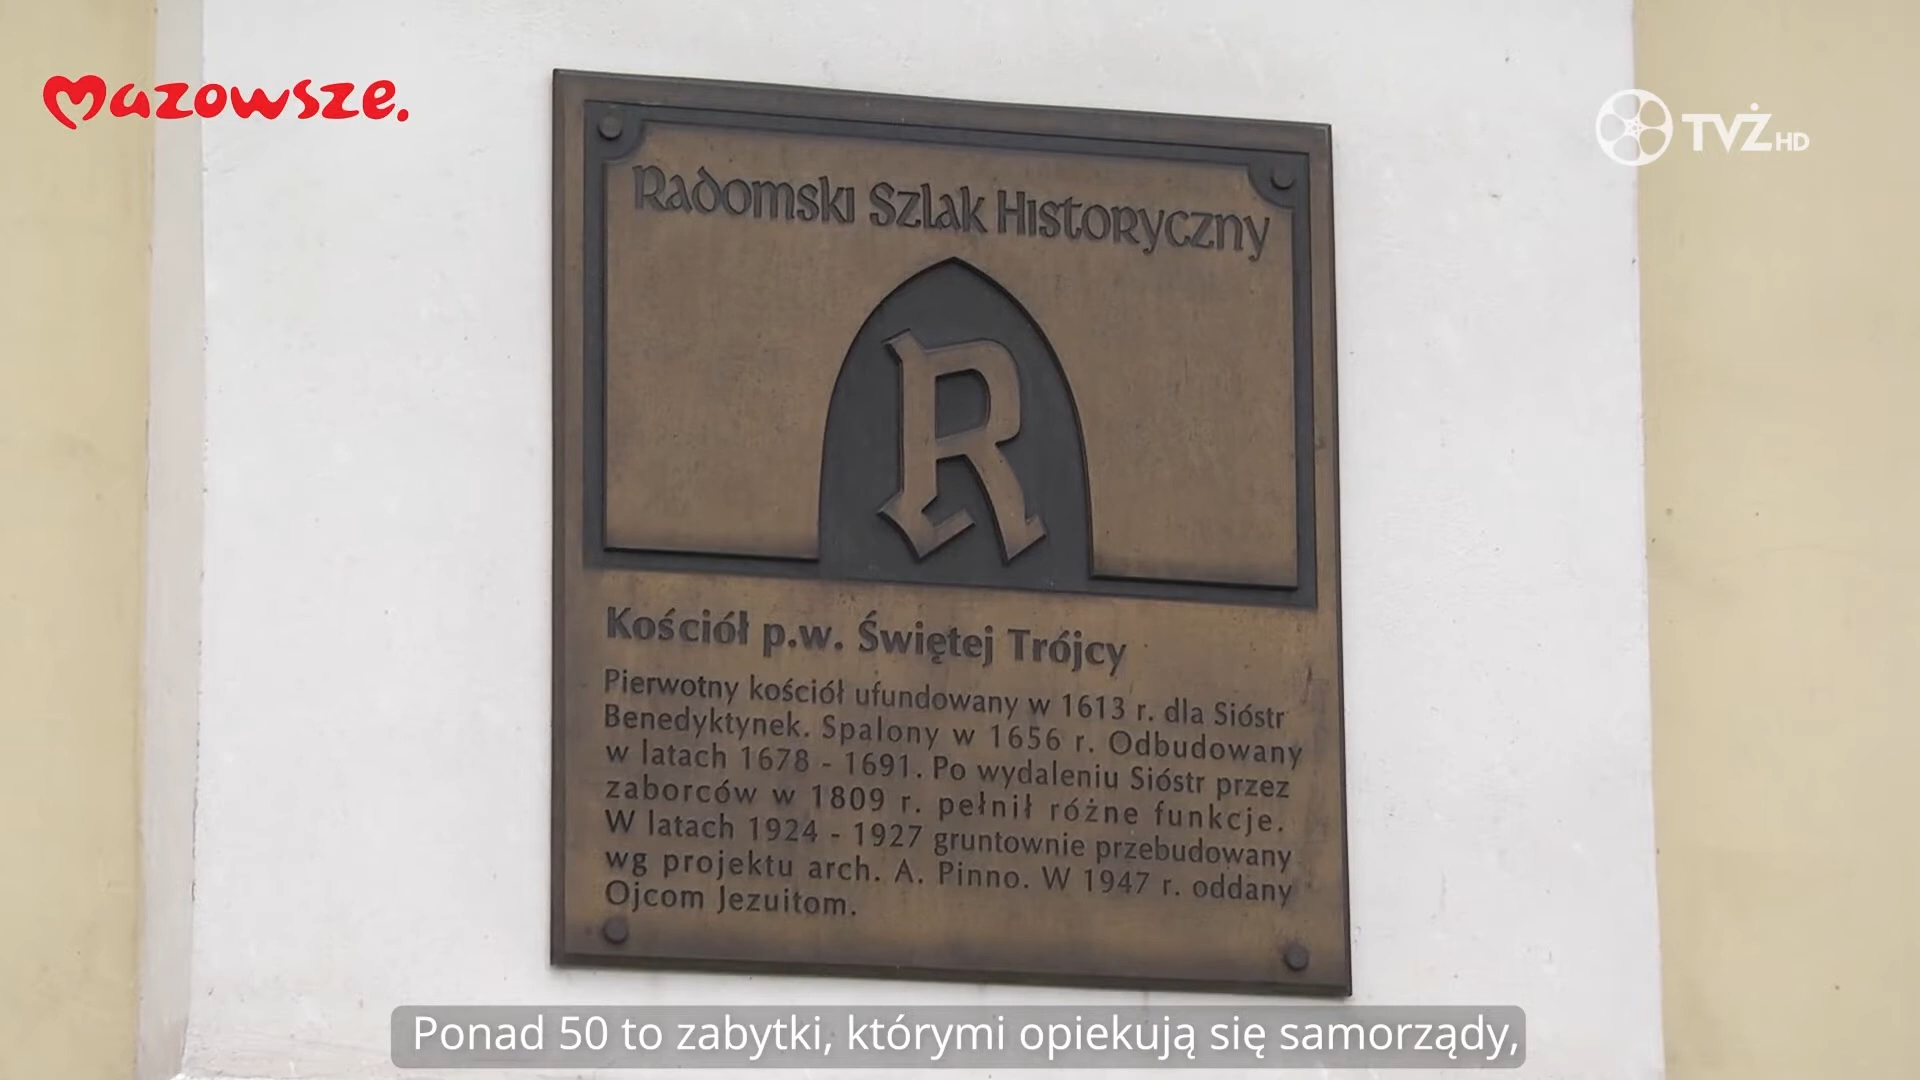 Mazowsze.
TVŻ HD
Radomski Szlak Historyczny
R
Kościół p.w. Świętej Trójcy
Pierwotny kościół ufundowany w 1613 r. dla Sióstr
Benedyktynek. Spalony w 1656 r. Odbudowany
w latach 1678 - 1691. Po wydaleniu Sióstr przez
zaborców w 1809 r. pełnił różne funkcje.
W latach 1924 - 1927 gruntownie przebudowany
wg projektu arch. A. Pinno. W 1947 r. oddany
Ojcom Jezuitom.
Ponad 50 to zabytki, którymi opiekują się samorządy,